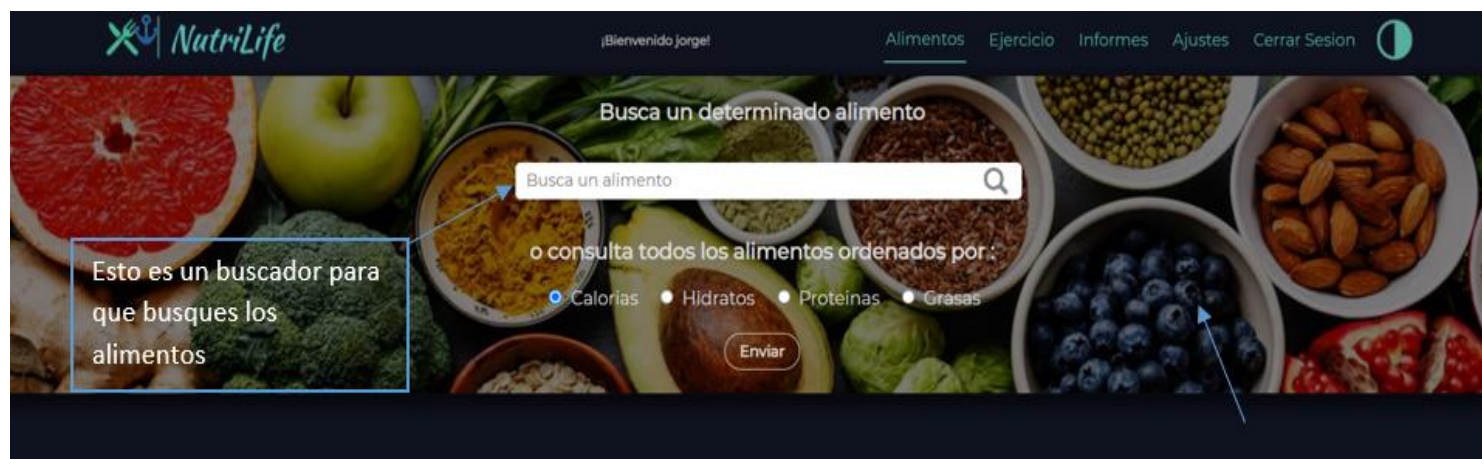 NutriLife
¡Bienvenido jorge!
Alimentos Ejercicio Informes Ajustes Cerrar Sesion
Busca un determinado alimento
Busca un alimento
o consulta todos los alimentos ordenados por :
Calorias Hidratos Proteinas Grasas
Enviar
Esto es un buscador para
que busques los
alimentos